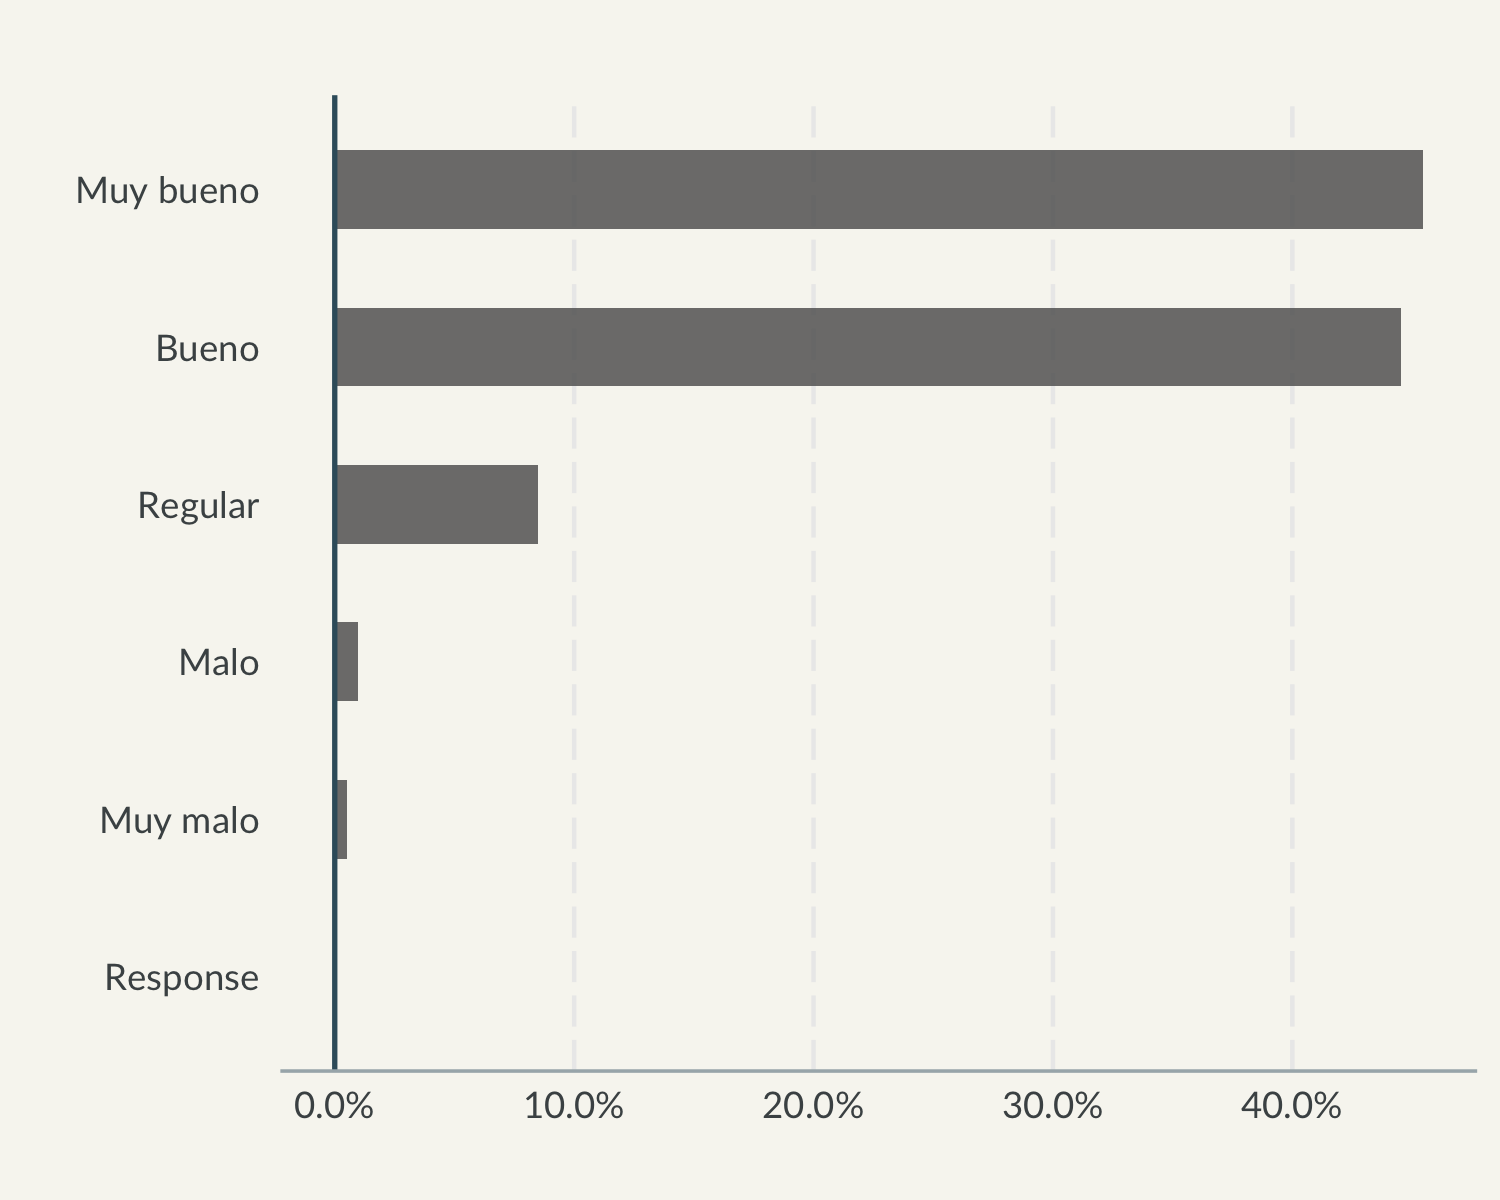 Muy bueno
Bueno
Regular
Malo
Muy malo
Response
0.0% 10.0% 20.0% 30.0% 40.0%